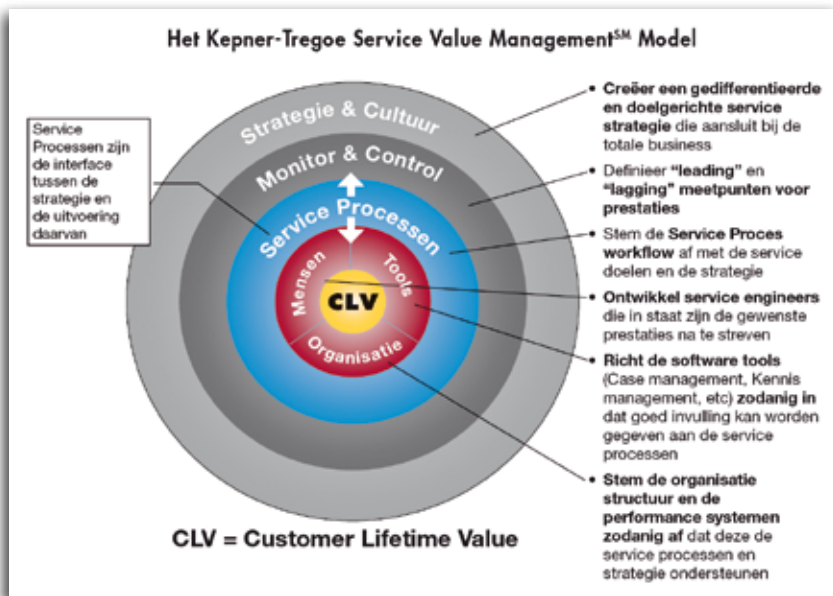 Het Kepner-Tregoe Service Value Management℠ Model
Service
Processen zijn
de interface
tussen de
strategie en
de uitvoering
daarvan
Strategie & Cultuur
Monitor & Control
Service Processen
Mensen
Tools
CLV
Organisatie
CLV = Customer Lifetime Value
• Creëer een gedifferentieerde
en doelgerichte service
strategie die aansluit bij de
totale business
• Definieer “leading” en
“lagging” meetpunten voor
prestaties
• Stem de Service Proces
workflow af met de service
doelen en de strategie
• Ontwikkel service engineers
die in staat zijn de gewenste
prestaties na te streven
• Richt de software tools
(Case management, Kennis
management, etc) zodanig in
dat goed invulling kan worden
gegeven aan de service
processen
• Stem de organisatie
structuur en de
performance systemen
zodanig af dat deze de
service processen en
strategie ondersteunen